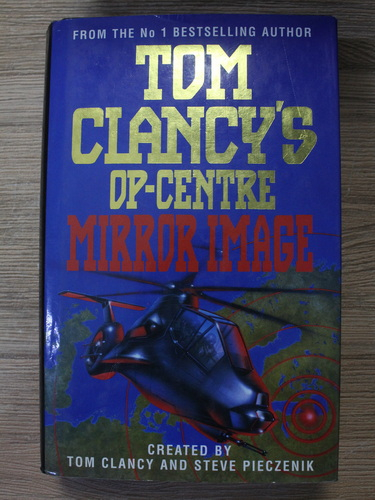 FROM THE No 1 BESTSELLING AUTHOR
TOM
CLANCY'S
OP-CENTRE
MIRROR IMAGE
CREATED BY
TOM CLANCY AND STEVE PIECZENIK